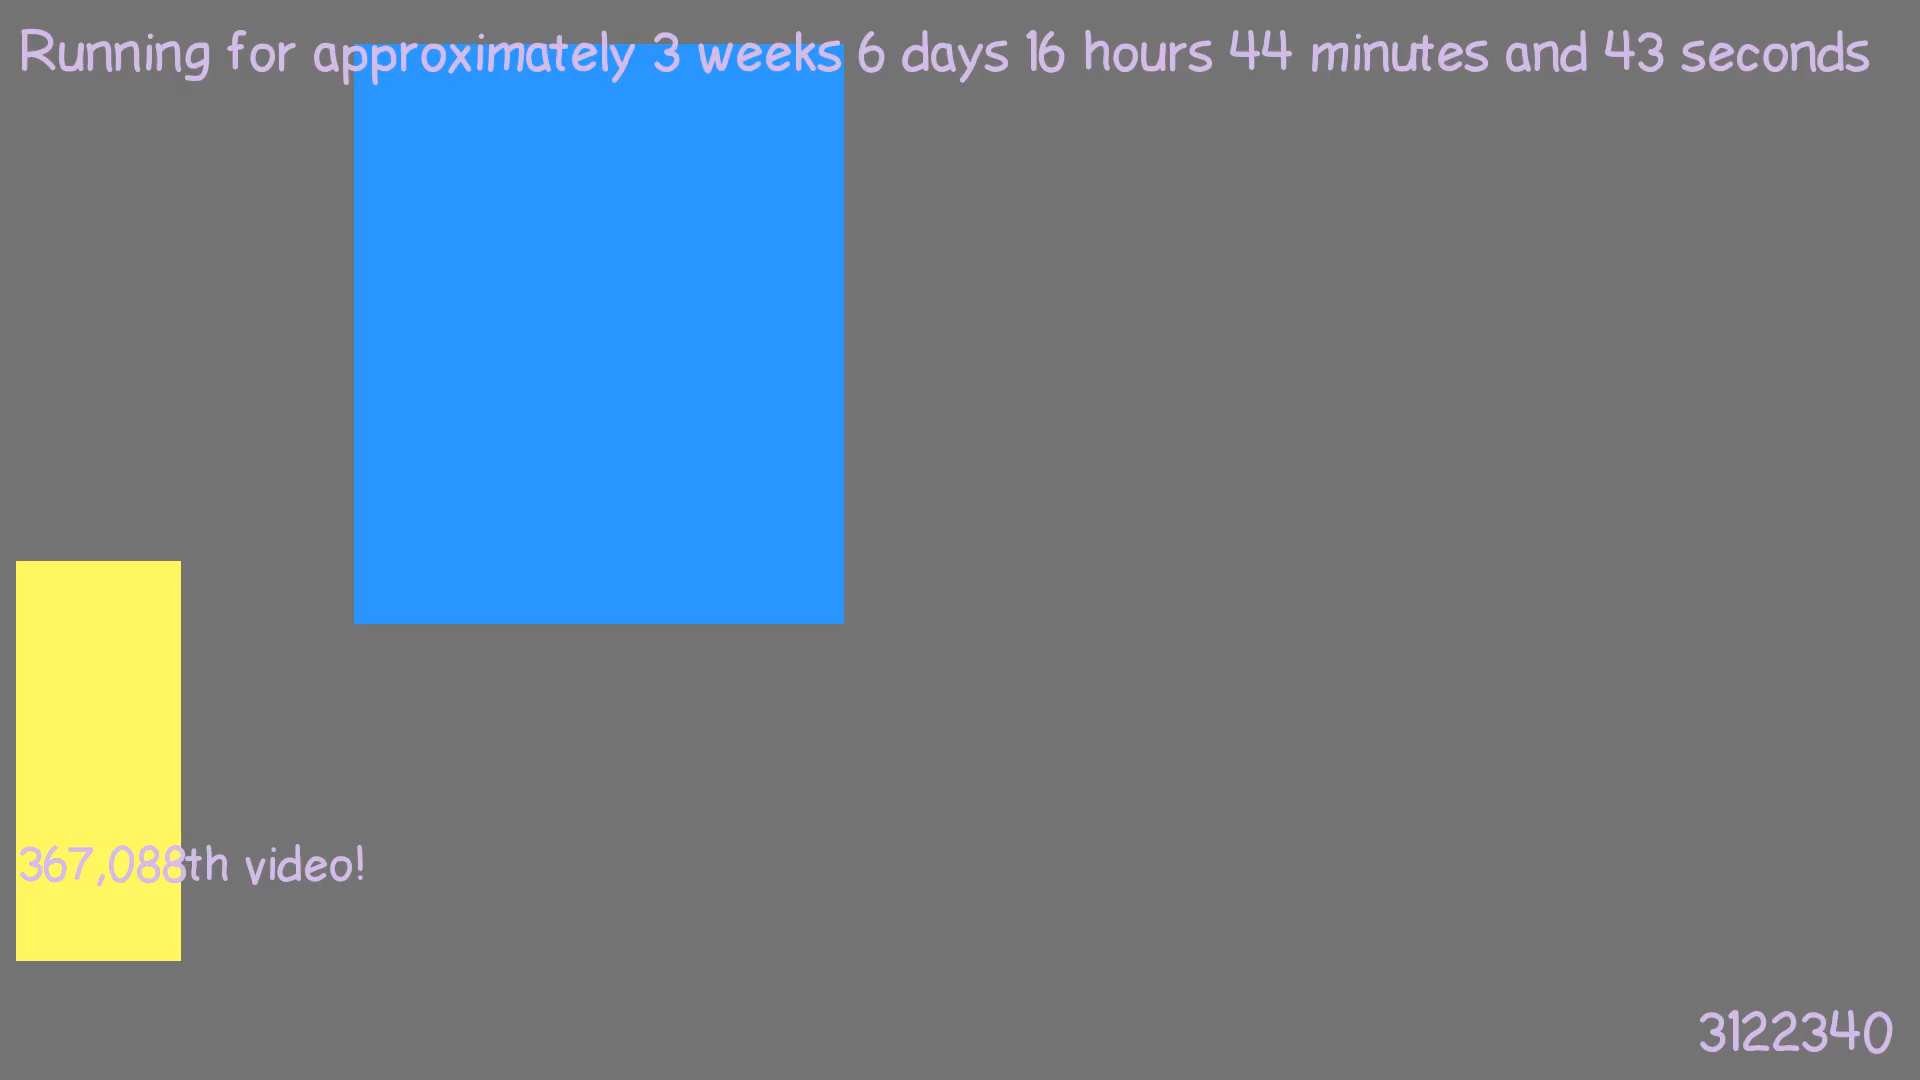 Running for approximately 3 weeks 6 days 16 hours 44 minutes and 43 seconds
367,088th video!
3122340